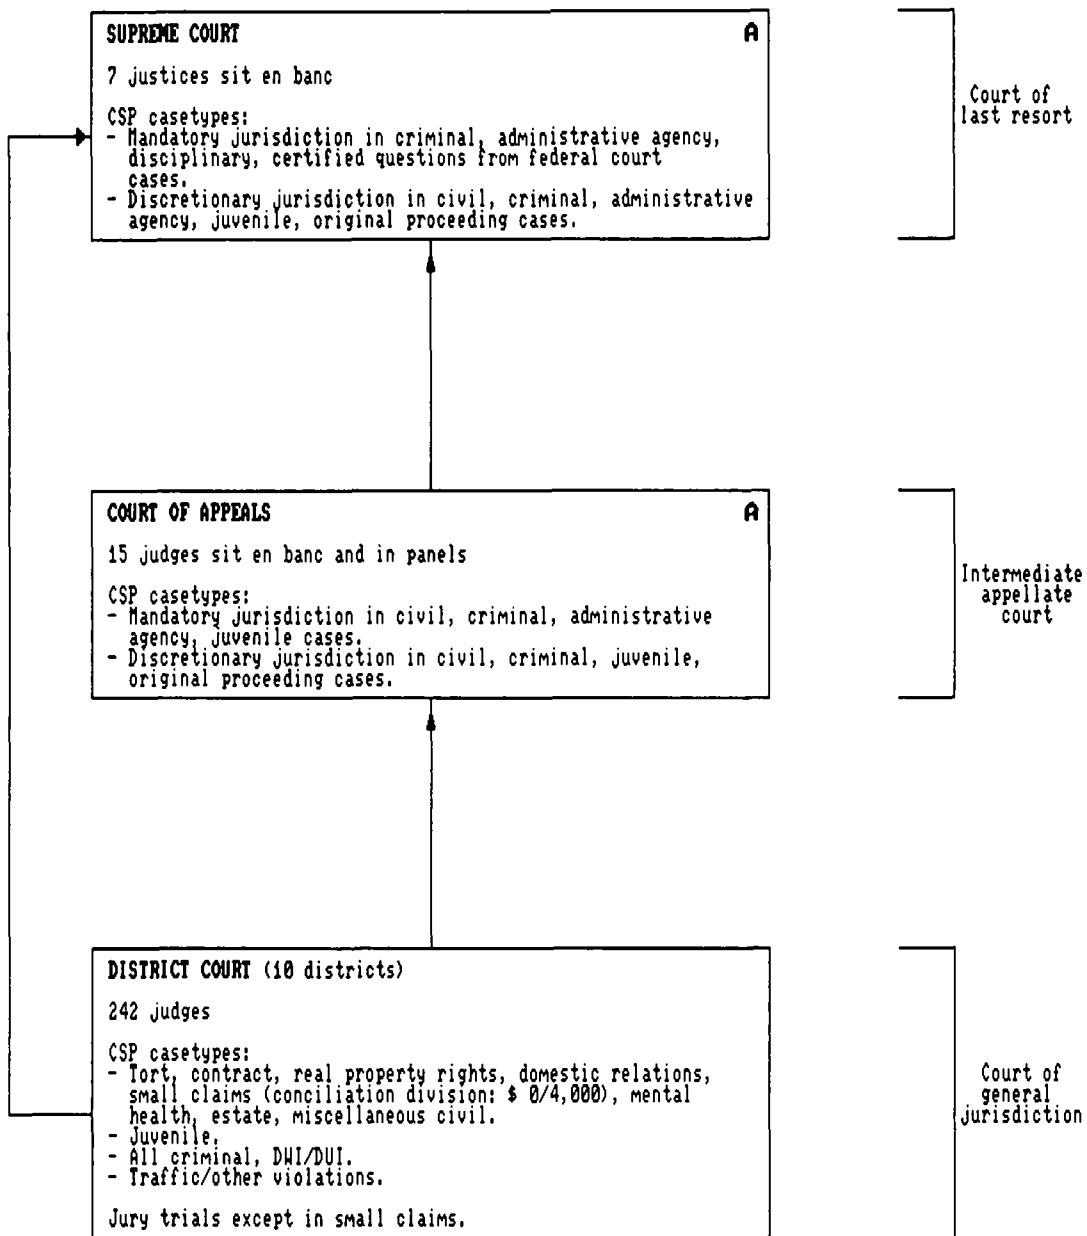 SUPREME COURT A
7 justices sit en banc
CSP casetypes:
- Mandatory jurisdiction in criminal, administrative agency,
disciplinary, certified questions from federal court
cases.
- Discretionary jurisdiction in civil, criminal, administrative
agency, juvenile, original proceeding cases.
Court of
last resort
COURT OF APPEALS A
15 judges sit en banc and in panels
CSP casetypes:
- Mandatory jurisdiction in civil, criminal, administrative
agency, juvenile cases.
- Discretionary jurisdiction in civil, criminal, juvenile,
original proceeding cases.
Intermediate
appellate
court
DISTRICT COURT (10 districts)
242 judges
CSP casetypes:
- Tort, contract, real property rights, domestic relations,
small claims (conciliation division: $ 0/4,000), mental
health, estate, miscellaneous civil.
- Juvenile.
- All criminal, DWI/DUI.
- Traffic/other violations.
Jury trials except in small claims.
Court of
general
jurisdiction